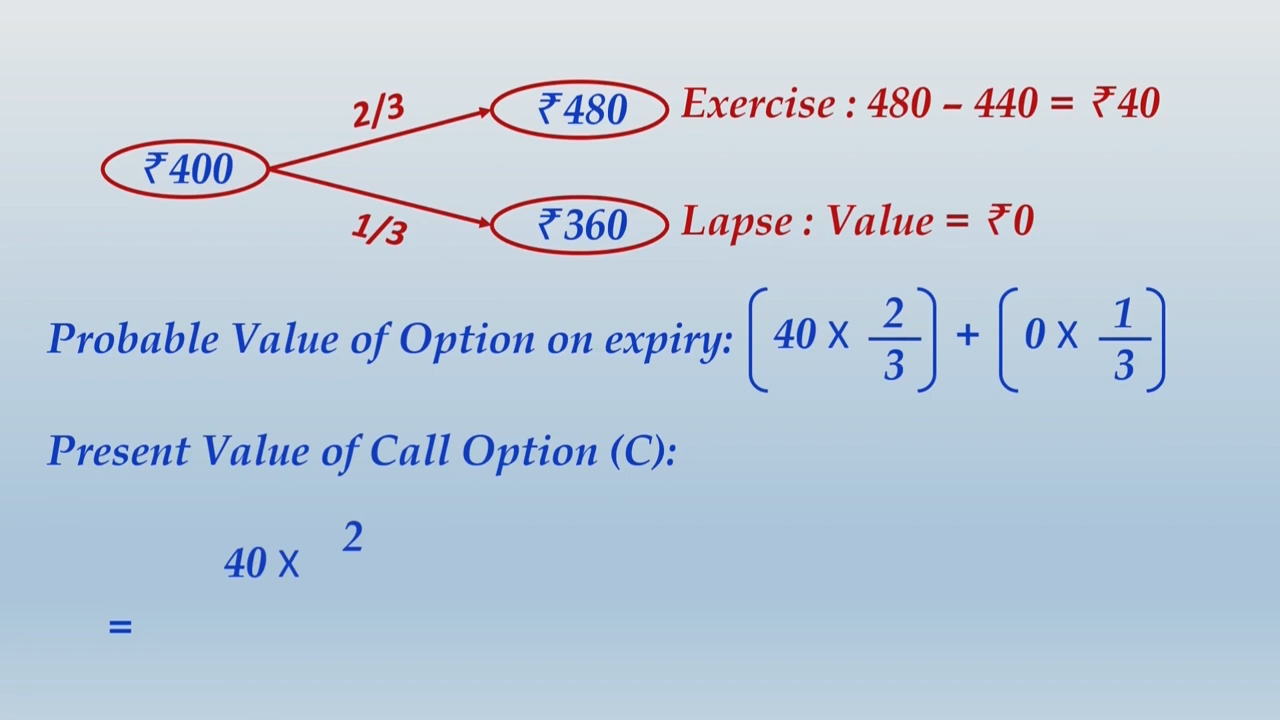 2/3
₹480 Exercise : 480 – 440 = ₹40
₹400
1/3
₹360 Lapse : Value = ₹0
Probable Value of Option on expiry: (40 X 2/3) + (0 X 1/3)
Present Value of Call Option (C):
40 X 2
=